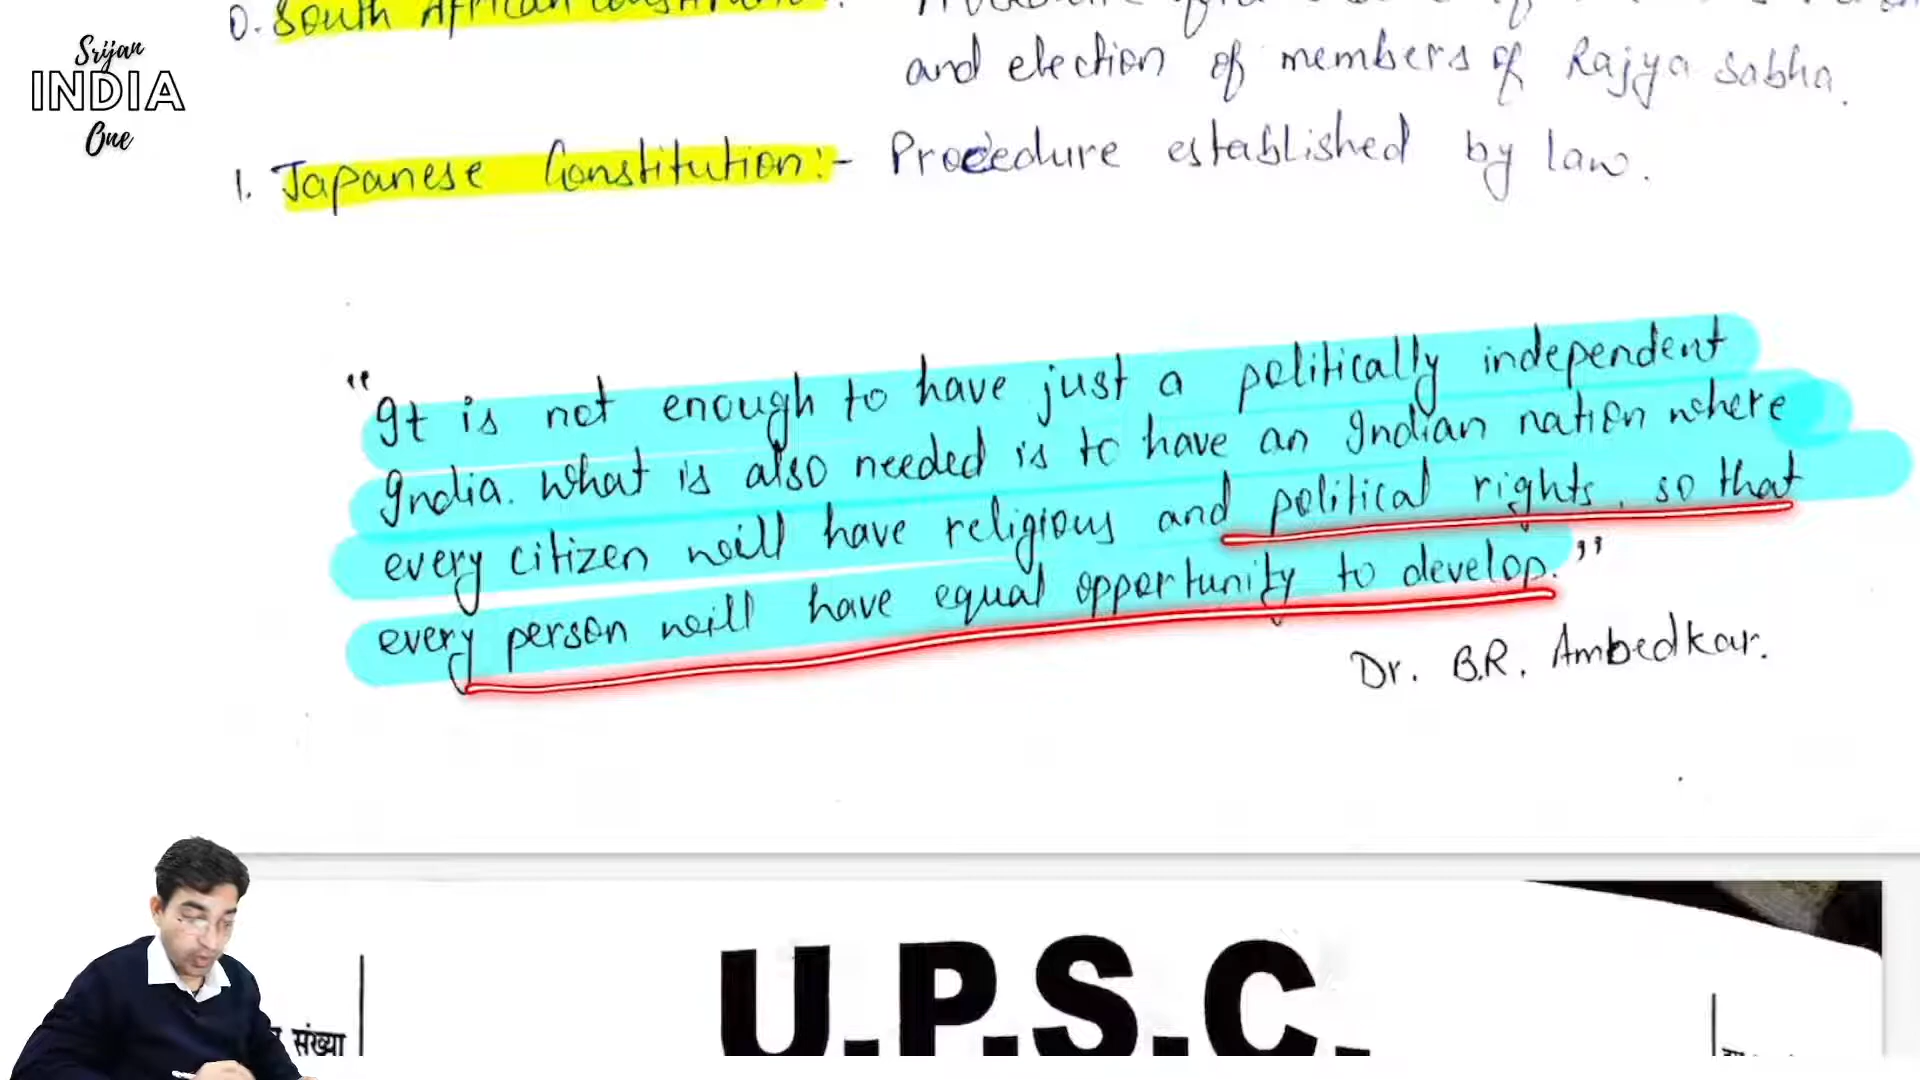 Srijan
INDIA
One
0. South African Constitution:
and election of members of Rajya Sabha.
1. Japanese Constitution:- Procedure established by law.
"It is not enough to have just a politically independent
India. What is also needed is to have an Indian nation where
every citizen will have religious and political rights, so that
every person will have equal opportunity to develop."
Dr. B.R. Ambedkar.
U.P.S.C.
संख्या